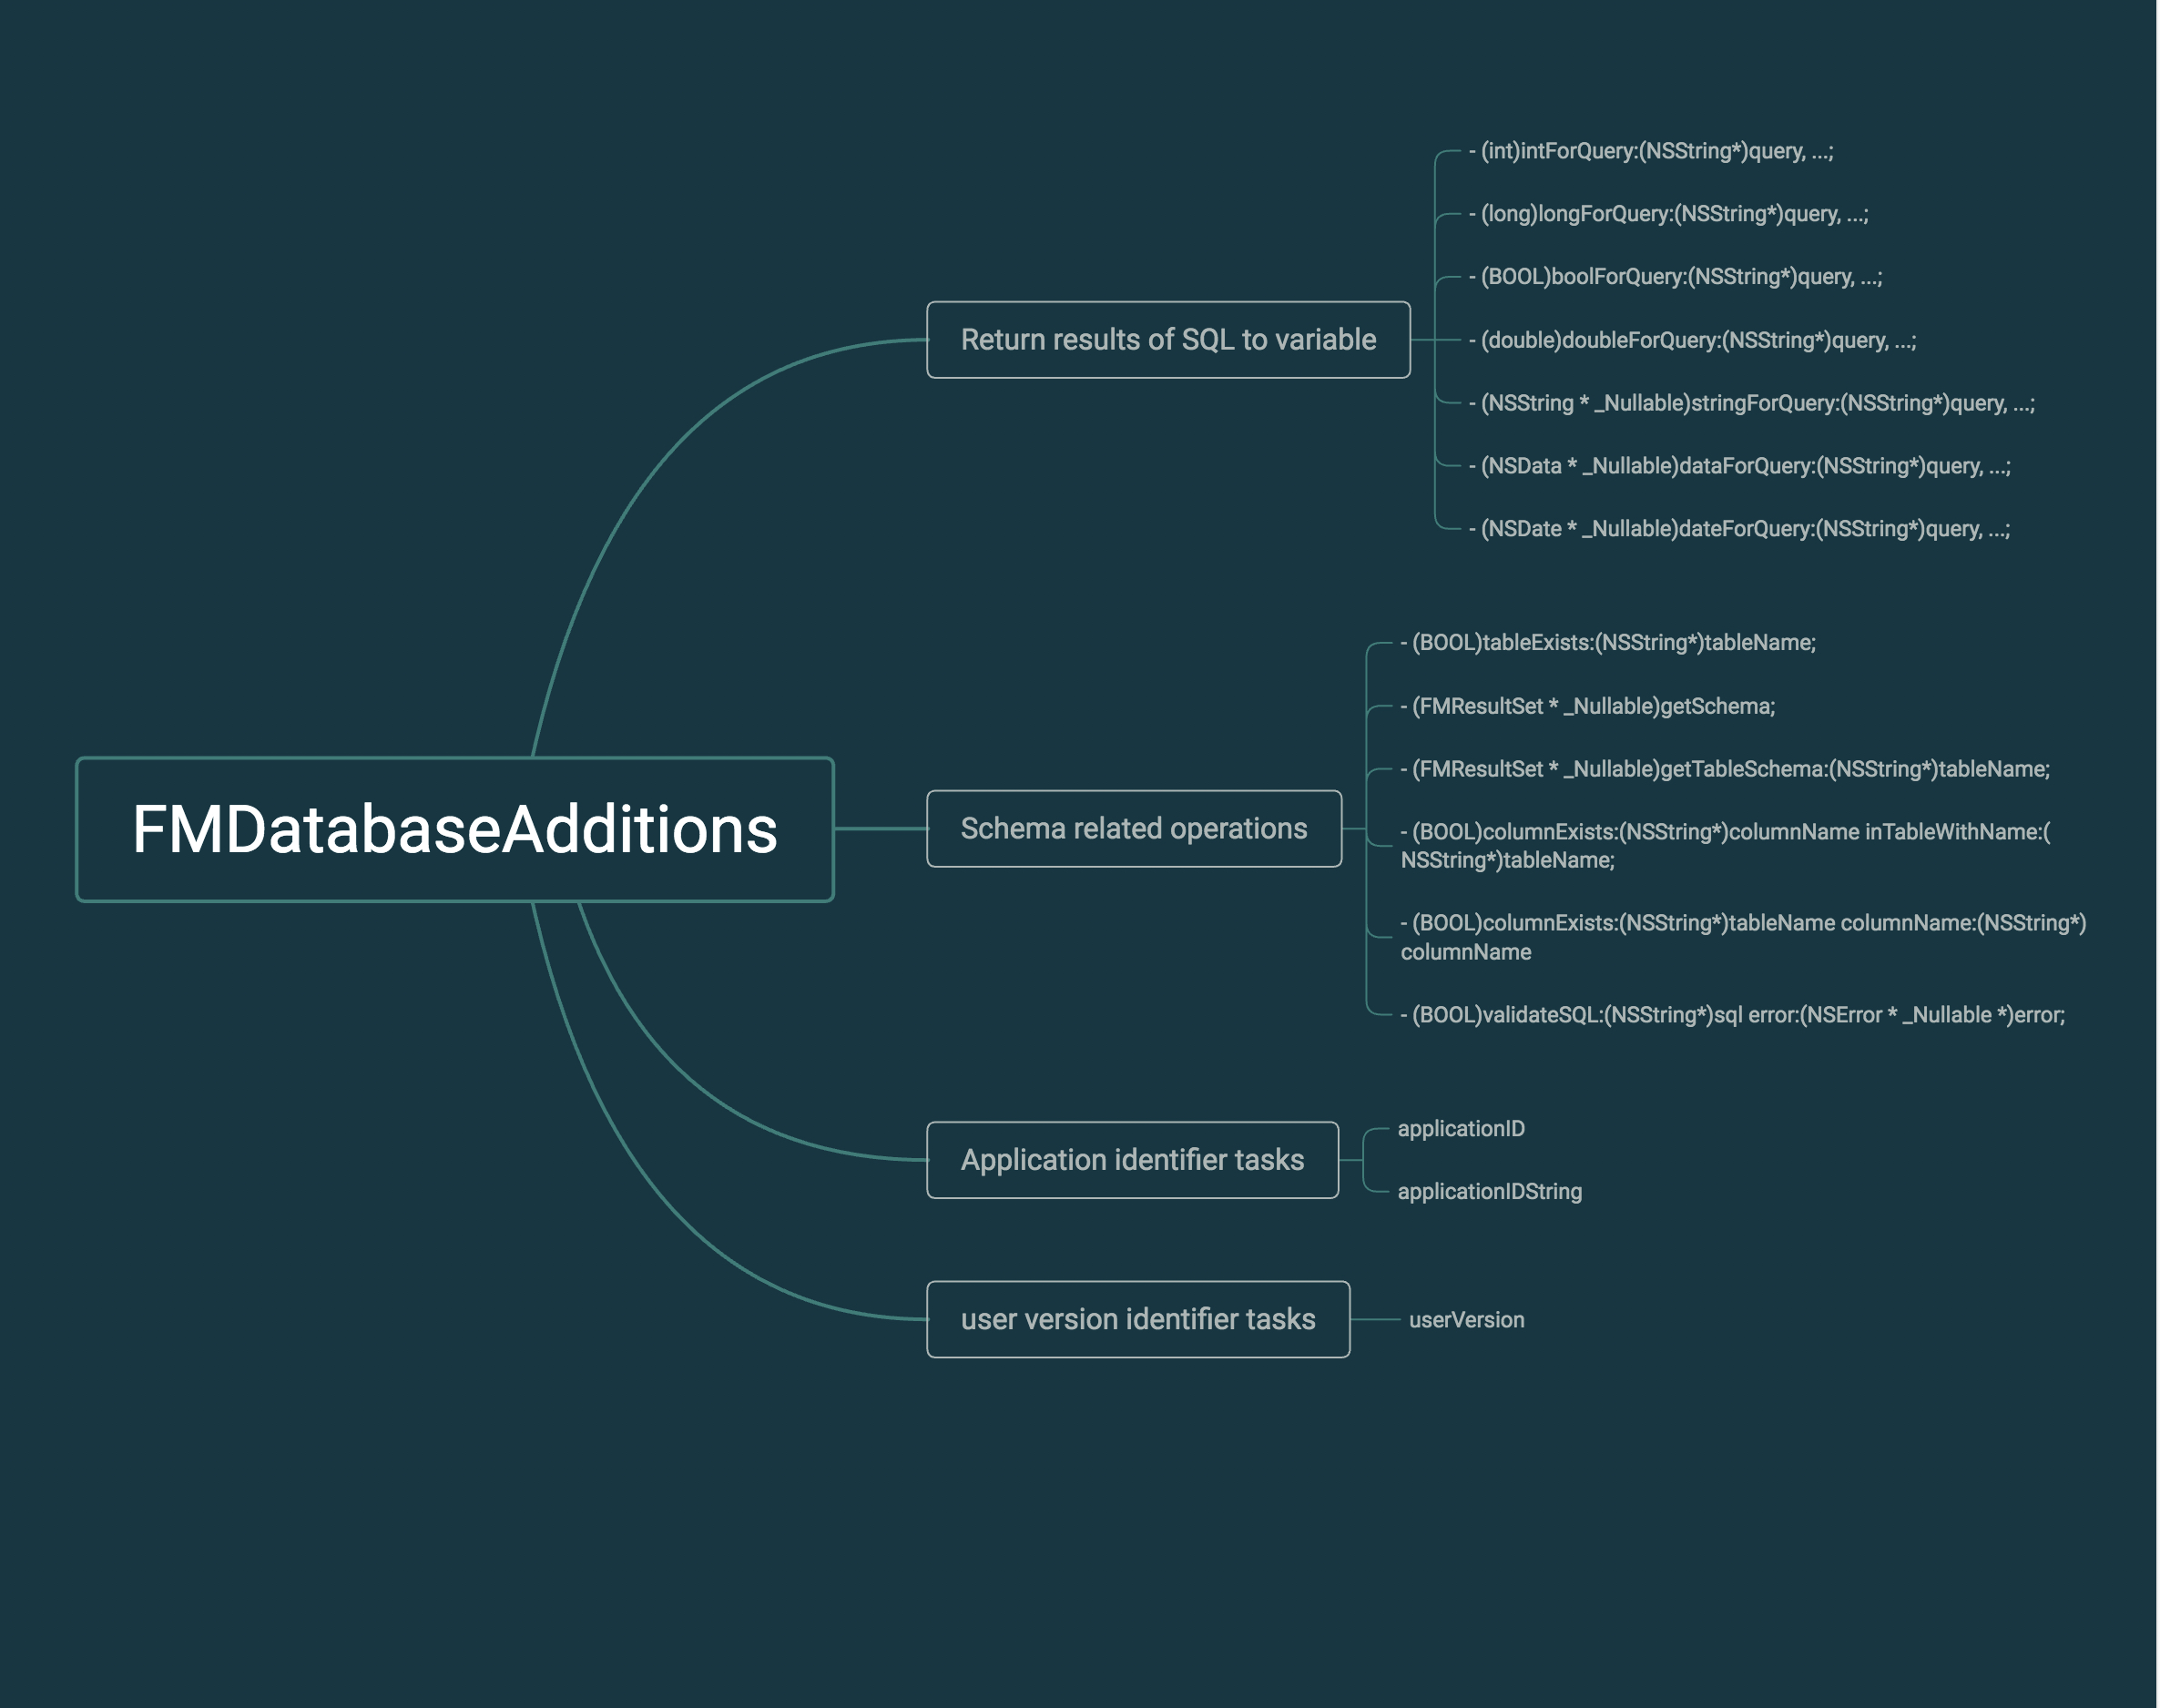 FMDatabaseAdditions
Return results of SQL to variable
- (int)intForQuery:(NSString*)query, ...;
- (long)longForQuery:(NSString*)query, ...;
- (BOOL)boolForQuery:(NSString*)query, ...;
- (double)doubleForQuery:(NSString*)query, ...;
- (NSString * _Nullable)stringForQuery:(NSString*)query, ...;
- (NSData * _Nullable)dataForQuery:(NSString*)query, ...;
- (NSDate * _Nullable)dateForQuery:(NSString*)query, ...;
Schema related operations
- (BOOL)tableExists:(NSString*)tableName;
- (FMResultSet * _Nullable)getSchema;
- (FMResultSet * _Nullable)getTableSchema:(NSString*)tableName;
- (BOOL)columnExists:(NSString*)columnName inTableWithName:(
NSString*)tableName;
- (BOOL)columnExists:(NSString*)tableName columnName:(NSString*)
columnName
- (BOOL)validateSQL:(NSString*)sql error:(NSError * _Nullable *)error;
Application identifier tasks
applicationID
applicationIDString
user version identifier tasks
userVersion